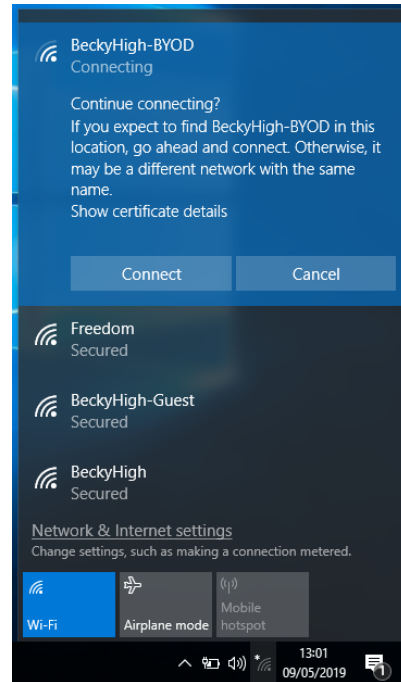 BeckyHigh-BYOD
Connecting
Continue connecting?
If you expect to find BeckyHigh-BYOD in this
location, go ahead and connect. Otherwise, it
may be a different network with the same
name.
Show certificate details
Connect
Cancel
Freedom
Secured
BeckyHigh-Guest
Secured
BeckyHigh
Secured
Network & Internet settings
Change settings, such as making a connection metered.
Wi-Fi
Airplane mode
Mobile
hotspot
13:01
09/05/2019
1